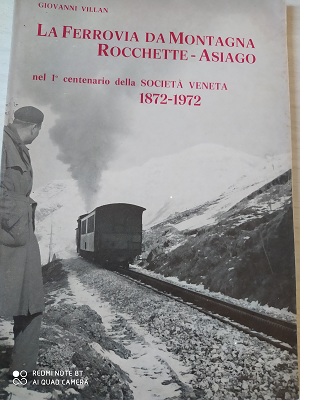 GIOVANNI VILLAN
LA FERROVIA DA MONTAGNA
ROCCHETTE - ASIAGO
nel 1° centenario della SOCIETÀ VENETA
1872-1972
REDMI NOTE 8T
AI QUAD CAMERA